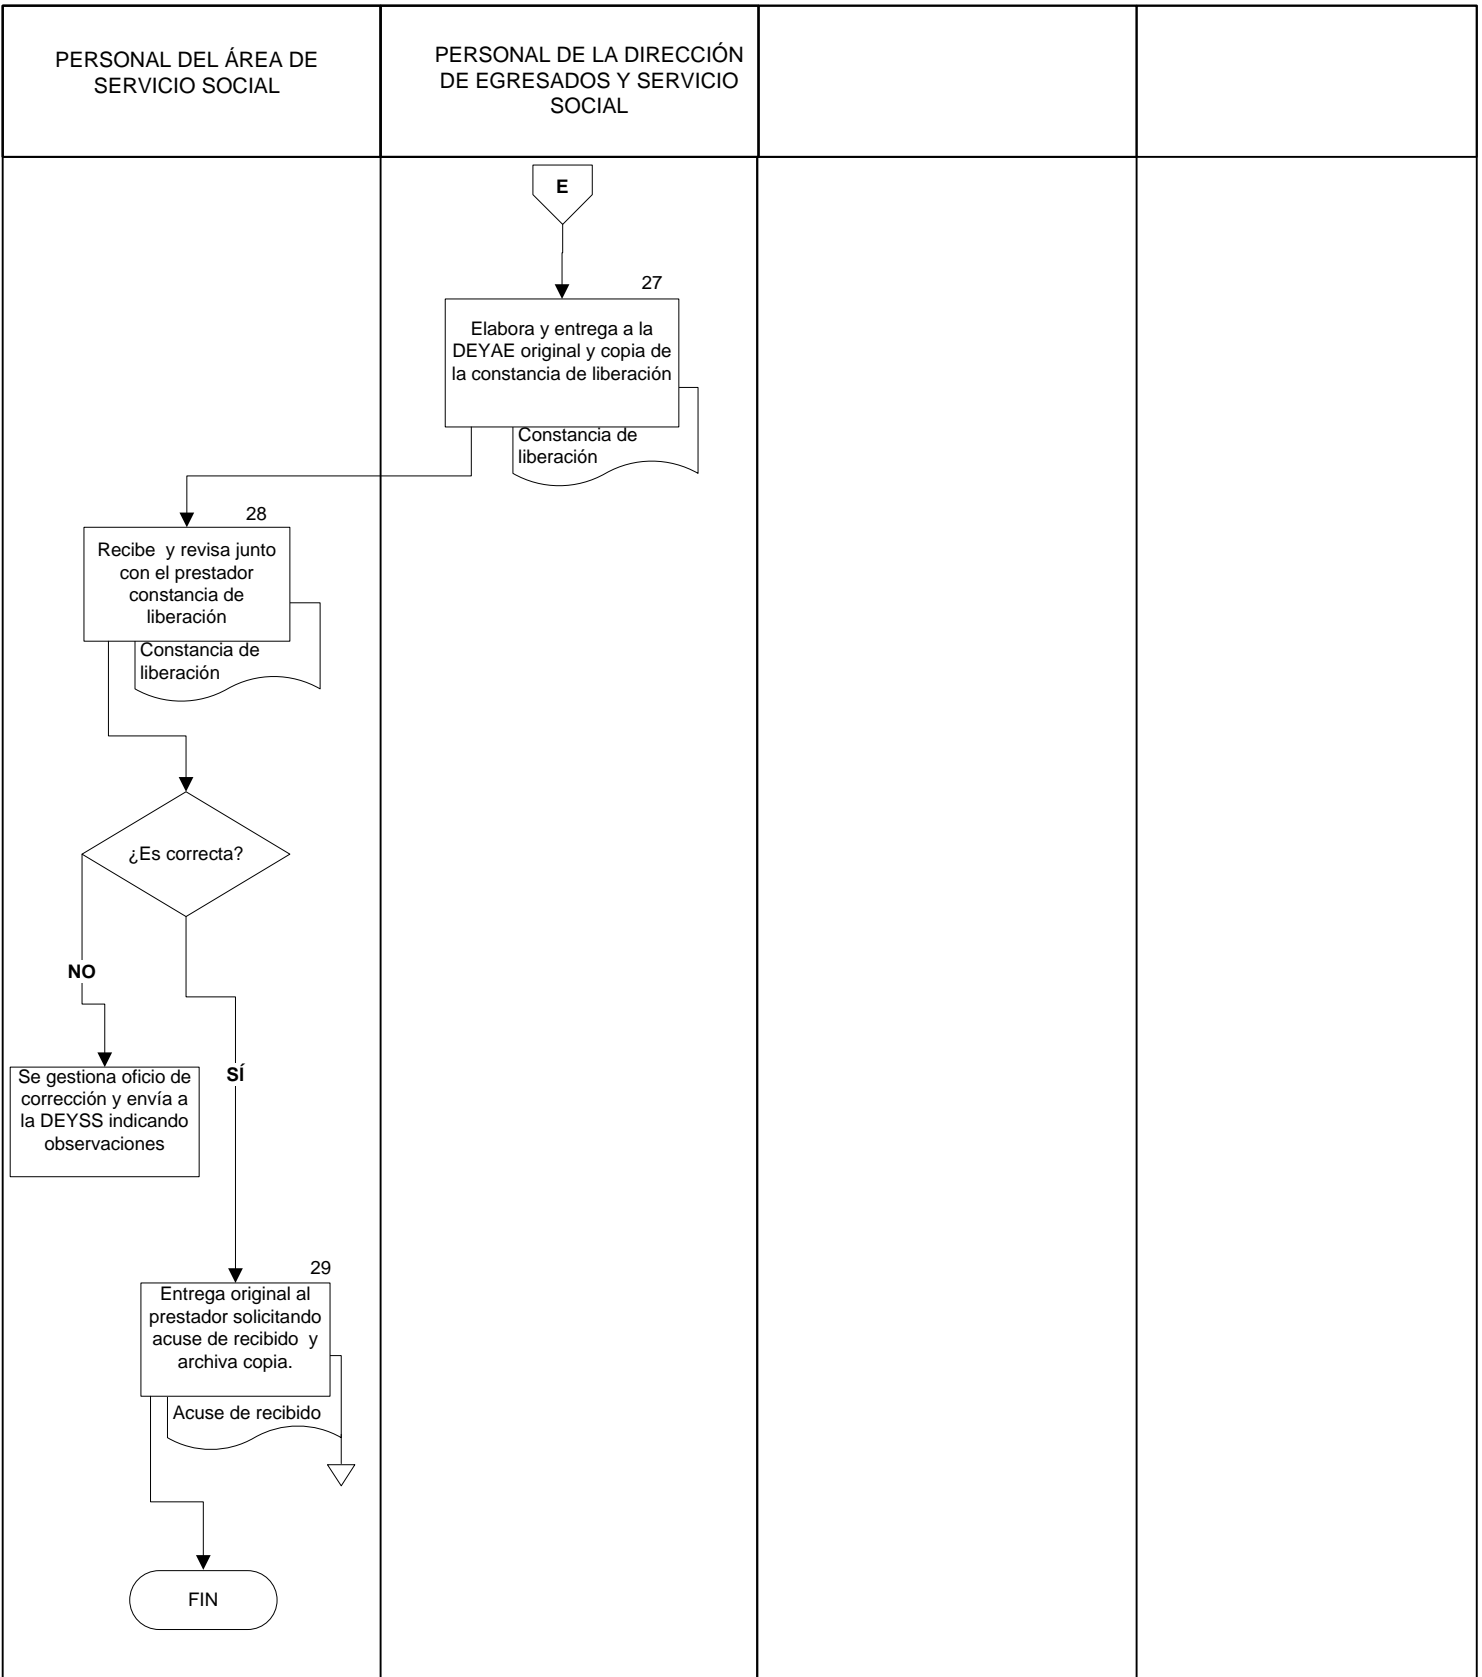 PERSONAL DEL ÁREA DE
SERVICIO SOCIAL
PERSONAL DE LA DIRECCIÓN
DE EGRESADOS Y SERVICIO
SOCIAL
E
27
Elabora y entrega a la
DEYAE original y copia de
la constancia de liberación
Constancia de
liberación
28
Recibe y revisa junto
con el prestador
constancia de
liberación
Constancia de
liberación
¿Es correcta?
NO
SÍ
Se gestiona oficio de
corrección y envía a
la DEYSS indicando
observaciones
29
Entrega original al
prestador solicitando
acuse de recibido y
archiva copia.
Acuse de recibido
FIN